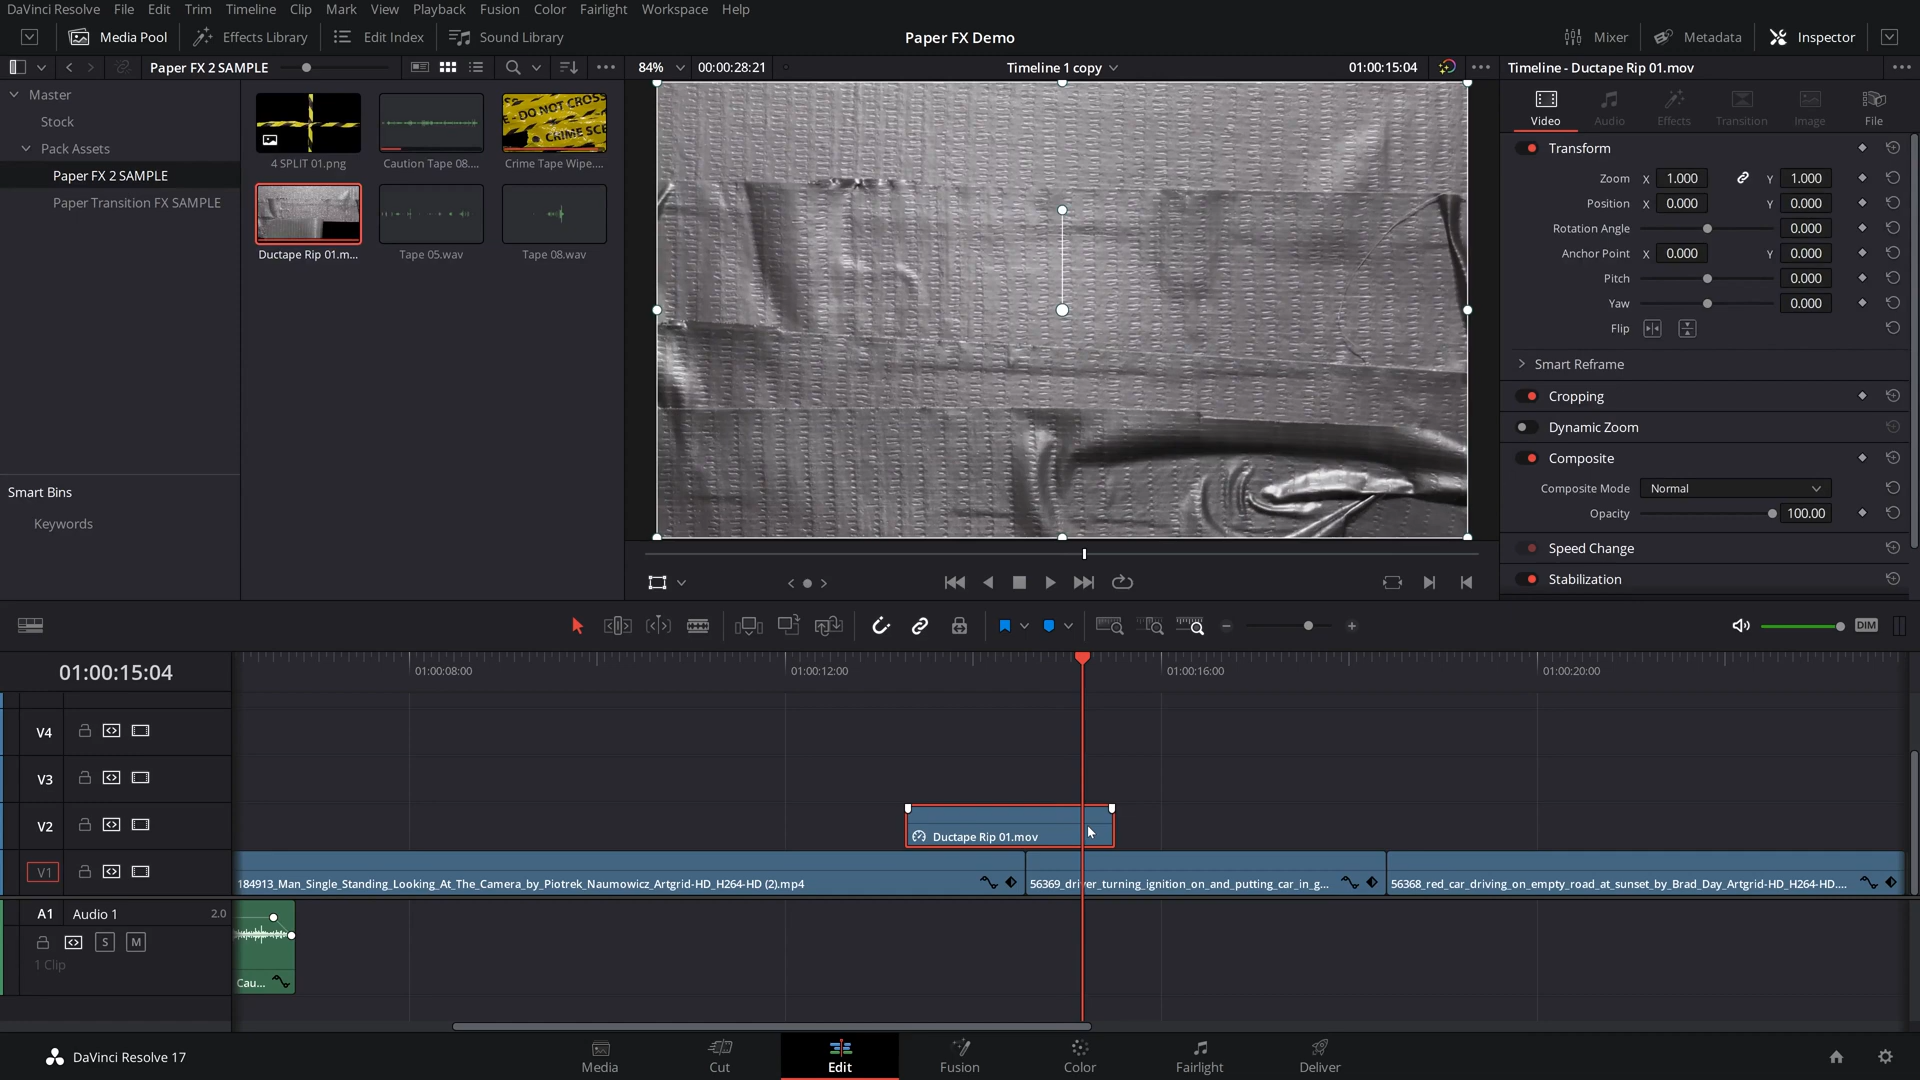 DaVinci Resolve File Edit Trim Timeline Clip Mark View Playback Fusion Color Fairlight Workspace Help
Media Pool Effects Library Edit Index Sound Library Paper FX Demo Mixer Metadata Inspector
Paper FX 2 SAMPLE 84% 00:00:28:21 Timeline 1 copy 01:00:15:04 Timeline - Ductape Rip 01.mov
Master
Stock
Pack Assets
Paper FX 2 SAMPLE
Paper Transition FX SAMPLE
Smart Bins
Keywords
E - DO NOT CROSS
CRIME SCE
4 SPLIT 01.png Caution Tape 08.... Crime Tape Wipe....
Ductape Rip 01.m... Tape 05.wav Tape 08.wav
Video Audio Effects Transition Image File
Transform
Zoom X 1.000 Y 1.000
Position X 0.000 Y 0.000
Rotation Angle 0.000
Anchor Point X 0.000 Y 0.000
Pitch 0.000
Yaw 0.000
Flip
Smart Reframe
Cropping
Dynamic Zoom
Composite
Composite Mode Normal
Opacity 100.00
Speed Change
Stabilization
DIM
01:00:15:04 01:00:08:00 01:00:12:00 01:00:16:00 01:00:20:00
V4
V3
V2 Ductape Rip 01.mov
V1 184913_Man_Single_Standing_Looking_At_The_Camera_by_Piotrek_Naumowicz_Artgrid-HD_H264-HD (2).mp4 56369_driver_turning_ignition_on_and_putting_car_in_g... 56368_red_car_driving_on_empty_road_at_sunset_by_Brad_Day_Artgrid-HD_H264-HD....
A1 Audio 1 2.0
S M
1 Clip
Cau...
DaVinci Resolve 17 Media Cut Edit Fusion Color Fairlight Deliver